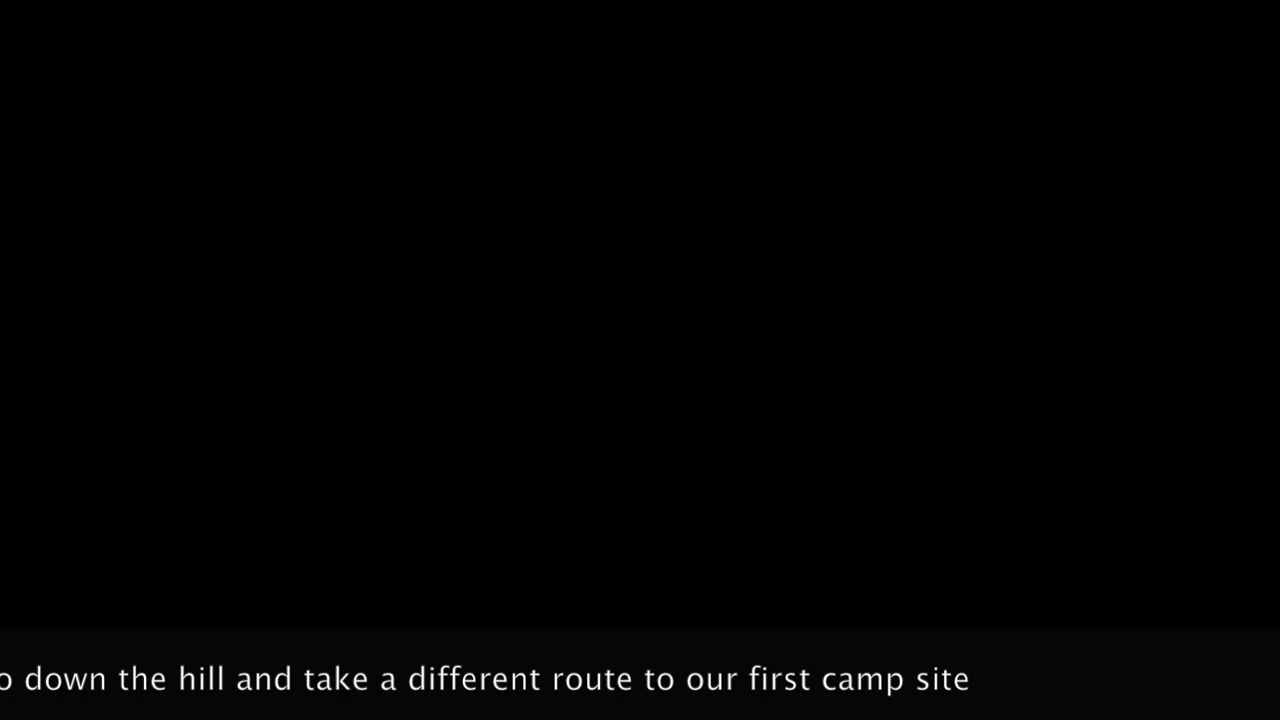 o down the hill and take a different route to our first camp site